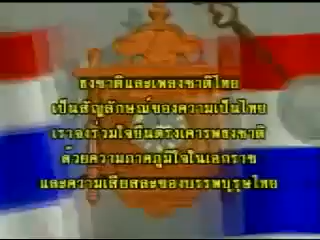 ธงชาติและเพลงชาติไทย
เป็นสัญลักษณ์ของความเป็นไทย
เราจงร่วมใจยืนตรงเคารพธงชาติ
ด้วยความภาคภูมิใจในเอกราช
และความเสียสละของบรรพบุรุษไทย